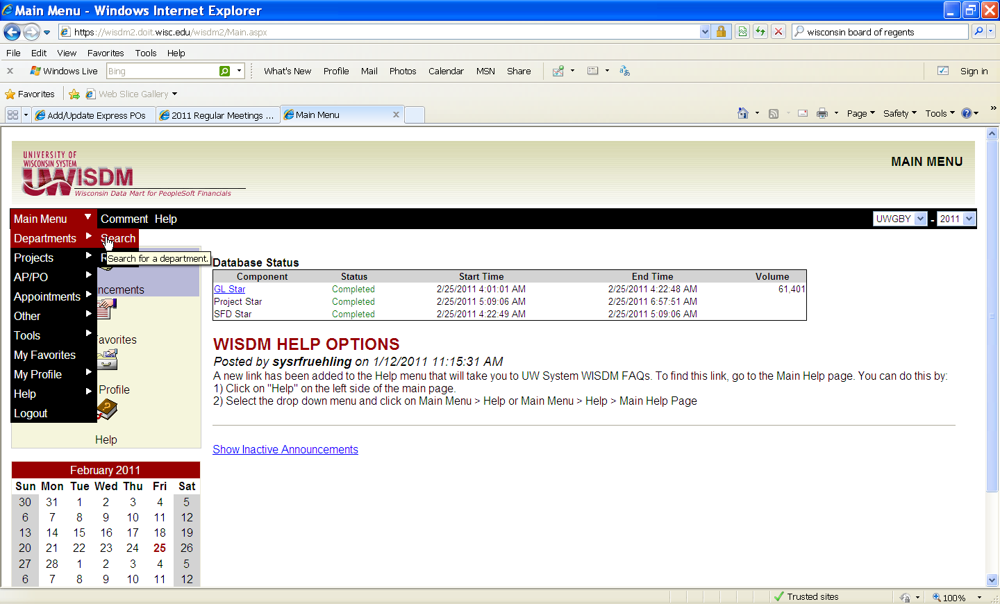 Main Menu - Windows Internet Explorer
https://wisdm2.doit.wisc.edu/wisdm2/Main.aspx
wisconsin board of regents
File Edit View Favorites Tools Help
x Windows Live Bing What's New Profile Mail Photos Calendar MSN Share Sign in
Favorites Web Slice Gallery
Add/Update Express POs 2011 Regular Meetings ... Main Menu x Page Safety Tools »
UNIVERSITY OF
WISCONSIN SYSTEM
UWISDM
Wisconsin Data Mart for PeopleSoft Financials
MAIN MENU
Main Menu Comment Help UWGBY - 2011
Departments Search
Projects R Search for a department.
AP/PO
Appointments ncements
Other
Tools avorites
My Favorites
My Profile
Help Profile
Logout
Help
Database Status
Component Status Start Time End Time Volume
GL Star Completed 2/25/2011 4:01:01 AM 2/25/2011 4:22:48 AM 61,401
Project Star Completed 2/25/2011 5:09:06 AM 2/25/2011 6:57:51 AM
SFD Star Completed 2/25/2011 4:22:49 AM 2/25/2011 5:09:06 AM
WISDM HELP OPTIONS
Posted by sysrfruehling on 1/12/2011 11:15:31 AM
A new link has been added to the Help menu that will take you to UW System WISDM FAQs. To find this link, go to the Main Help page. You can do this by:
1) Click on "Help" on the left side of the main page.
2) Select the drop down menu and click on Main Menu > Help or Main Menu > Help > Main Help Page
Show Inactive Announcements
February 2011
Sun Mon Tue Wed Thu Fri Sat
30 31 1 2 3 4 5
6 7 8 9 10 11 12
13 14 15 16 17 18 19
20 21 22 23 24 25 26
27 28 1 2 3 4 5
6 7 8 9 10 11 12
Trusted sites 100%